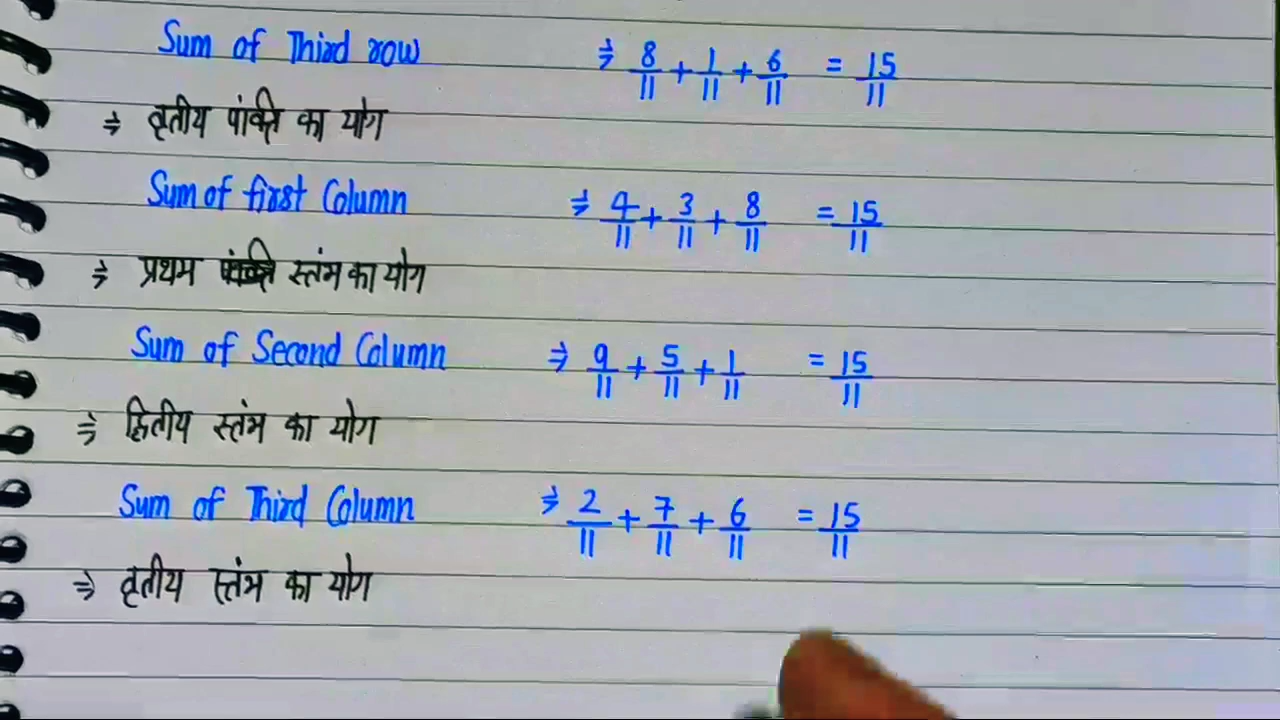 Sum of Third row ⇒ 8/11 + 1/11 + 6/11 = 15/11
⇒ तृतीय पंक्ति का योग
Sum of first Column ⇒ 4/11 + 3/11 + 8/11 = 15/11
⇒ प्रथम स्तंभ का योग
Sum of Second Column ⇒ 9/11 + 5/11 + 1/11 = 15/11
⇒ द्वितीय स्तंभ का योग
Sum of Third Column ⇒ 2/11 + 7/11 + 6/11 = 15/11
⇒ तृतीय स्तंभ का योग